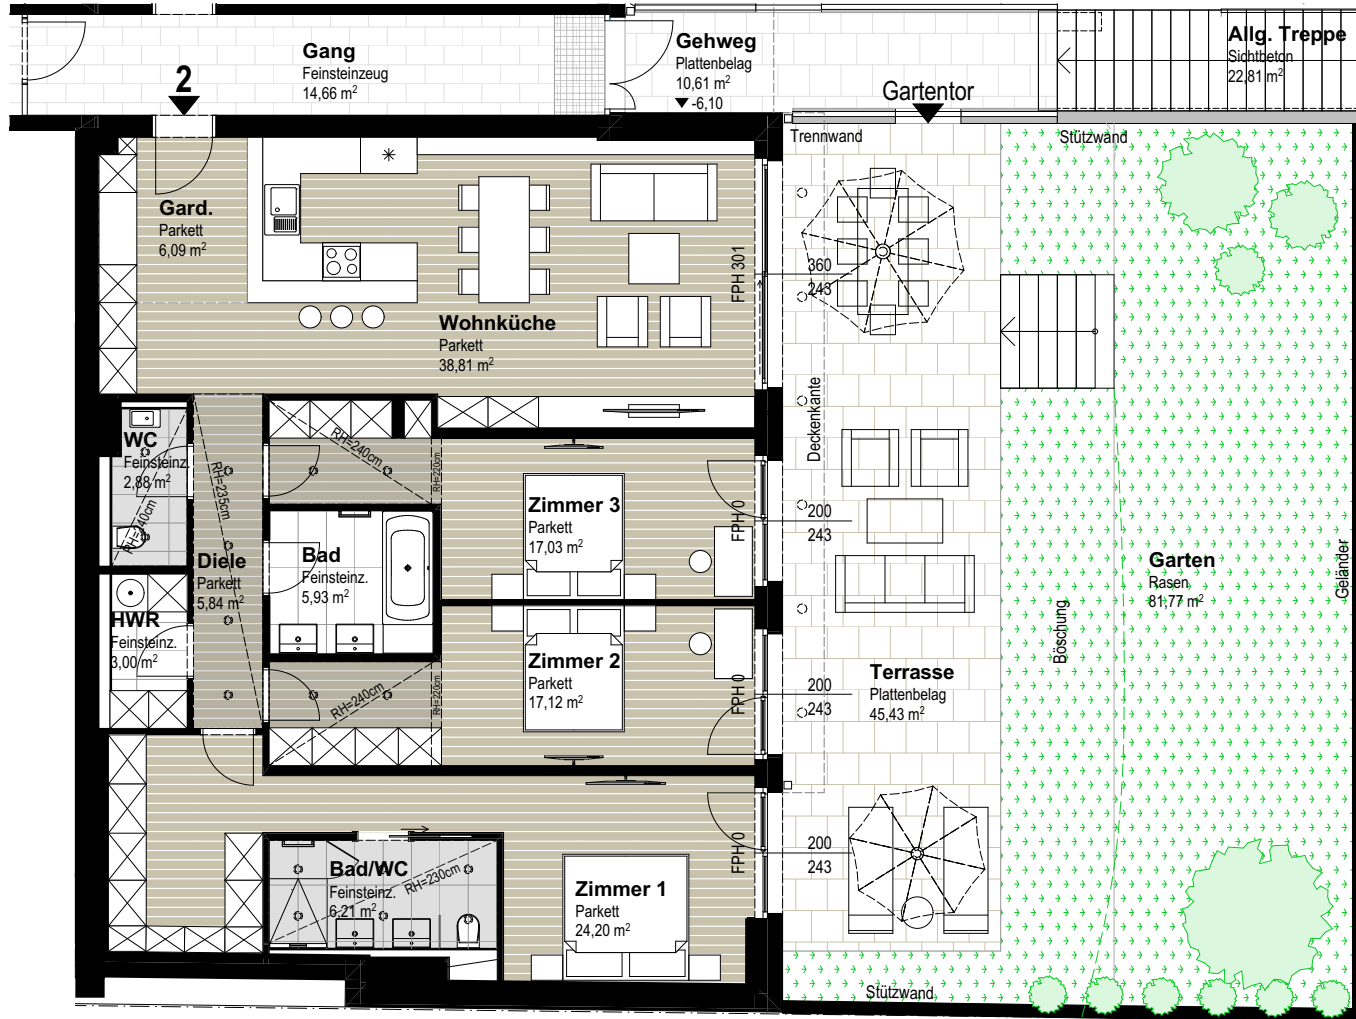 Gang
Feinsteinzeug
14,66 m²
Gehweg
Plattenbelag
10,61 m²
-6,10
Allg. Treppe
Sichtbeton
22,81 m²
2
Gartentor
Trennwand
Stützwand
Gard.
Parkett
6,09 m²
Wohnküche
Parkett
38,81 m²
FPH 301
360
243
Deckenkante
WC
Feinsteinz.
2,88 m²
RH=240cm
RH=235cm
RH=240cm
RH=220cm
Zimmer 3
Parkett
17,03 m²
FPH 0
200
243
Diele
Parkett
5,84 m²
Bad
Feinsteinz.
5,93 m²
HWR
Feinsteinz.
3,00 m²
RH=240cm
RH=220cm
Zimmer 2
Parkett
17,12 m²
FPH 0
200
243
Terrasse
Plattenbelag
45,43 m²
Böschung
Garten
Rasen
81,77 m²
Geländer
Bad/WC
Feinsteinz.
6,21 m²
RH=230cm
Zimmer 1
Parkett
24,20 m²
FPH 0
200
243
Stützwand